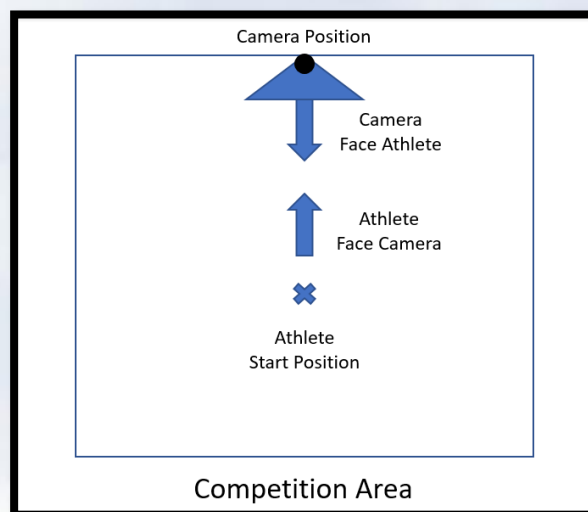 Camera Position
Camera
Face Athlete
Athlete
Face Camera
Athlete
Start Position
Competition Area